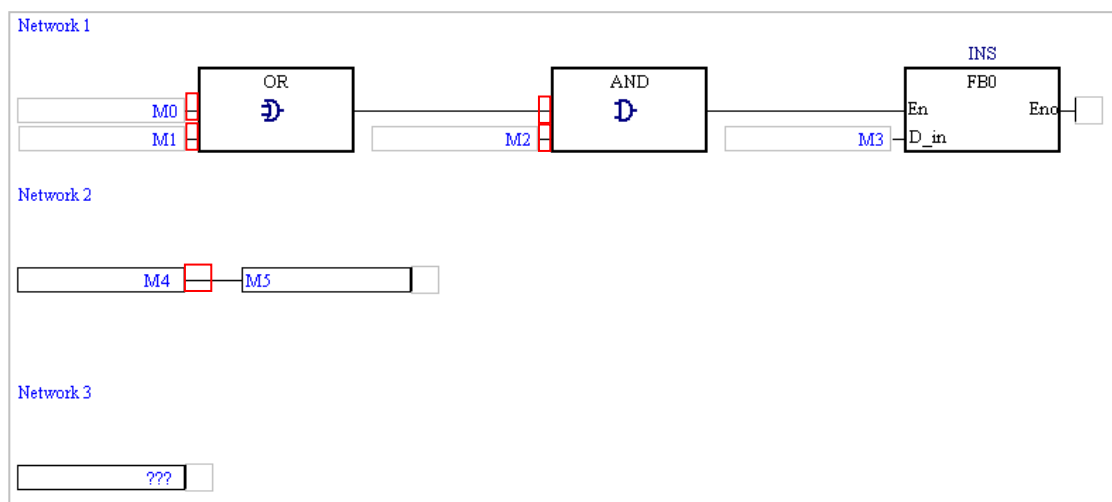 Network 1
INS
OR AND FB0
M0 En Eno
M1 M2 M3 D_in
Network 2
M4 M5
Network 3
???